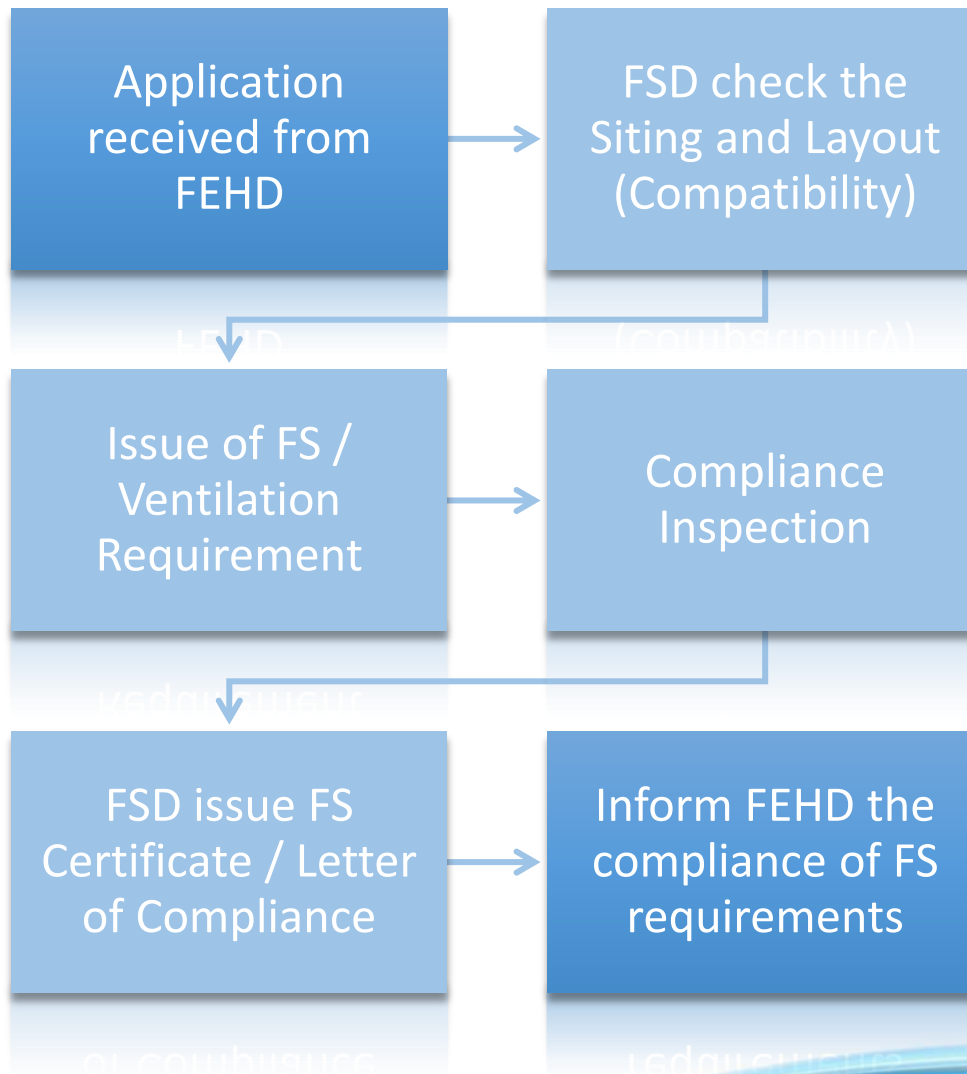 Application
received from
FEHD
FSD check the
Siting and Layout
(Compatibility)
Issue of FS /
Ventilation
Requirement
Compliance
Inspection
FSD issue FS
Certificate / Letter
of Compliance
Inform FEHD the
compliance of FS
requirements